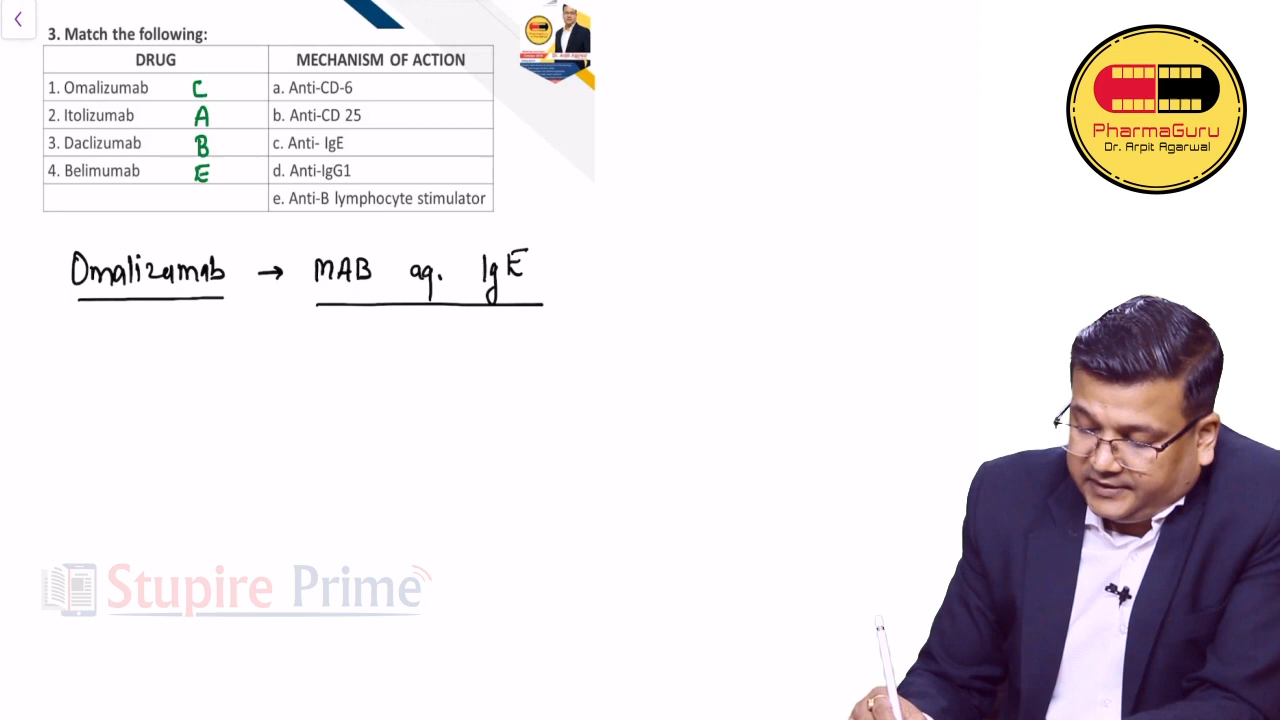 3. Match the following:
DRUG MECHANISM OF ACTION
1. Omalizumab C a. Anti-CD-6
2. Itolizumab A b. Anti-CD 25
3. Daclizumab B c. Anti- IgE
4. Belimumab E d. Anti-IgG1
e. Anti-B lymphocyte stimulator
Omalizumab → MAB ag. IgE
PharmaGuru
Dr. Arpit Agarwal
Stupire Prime